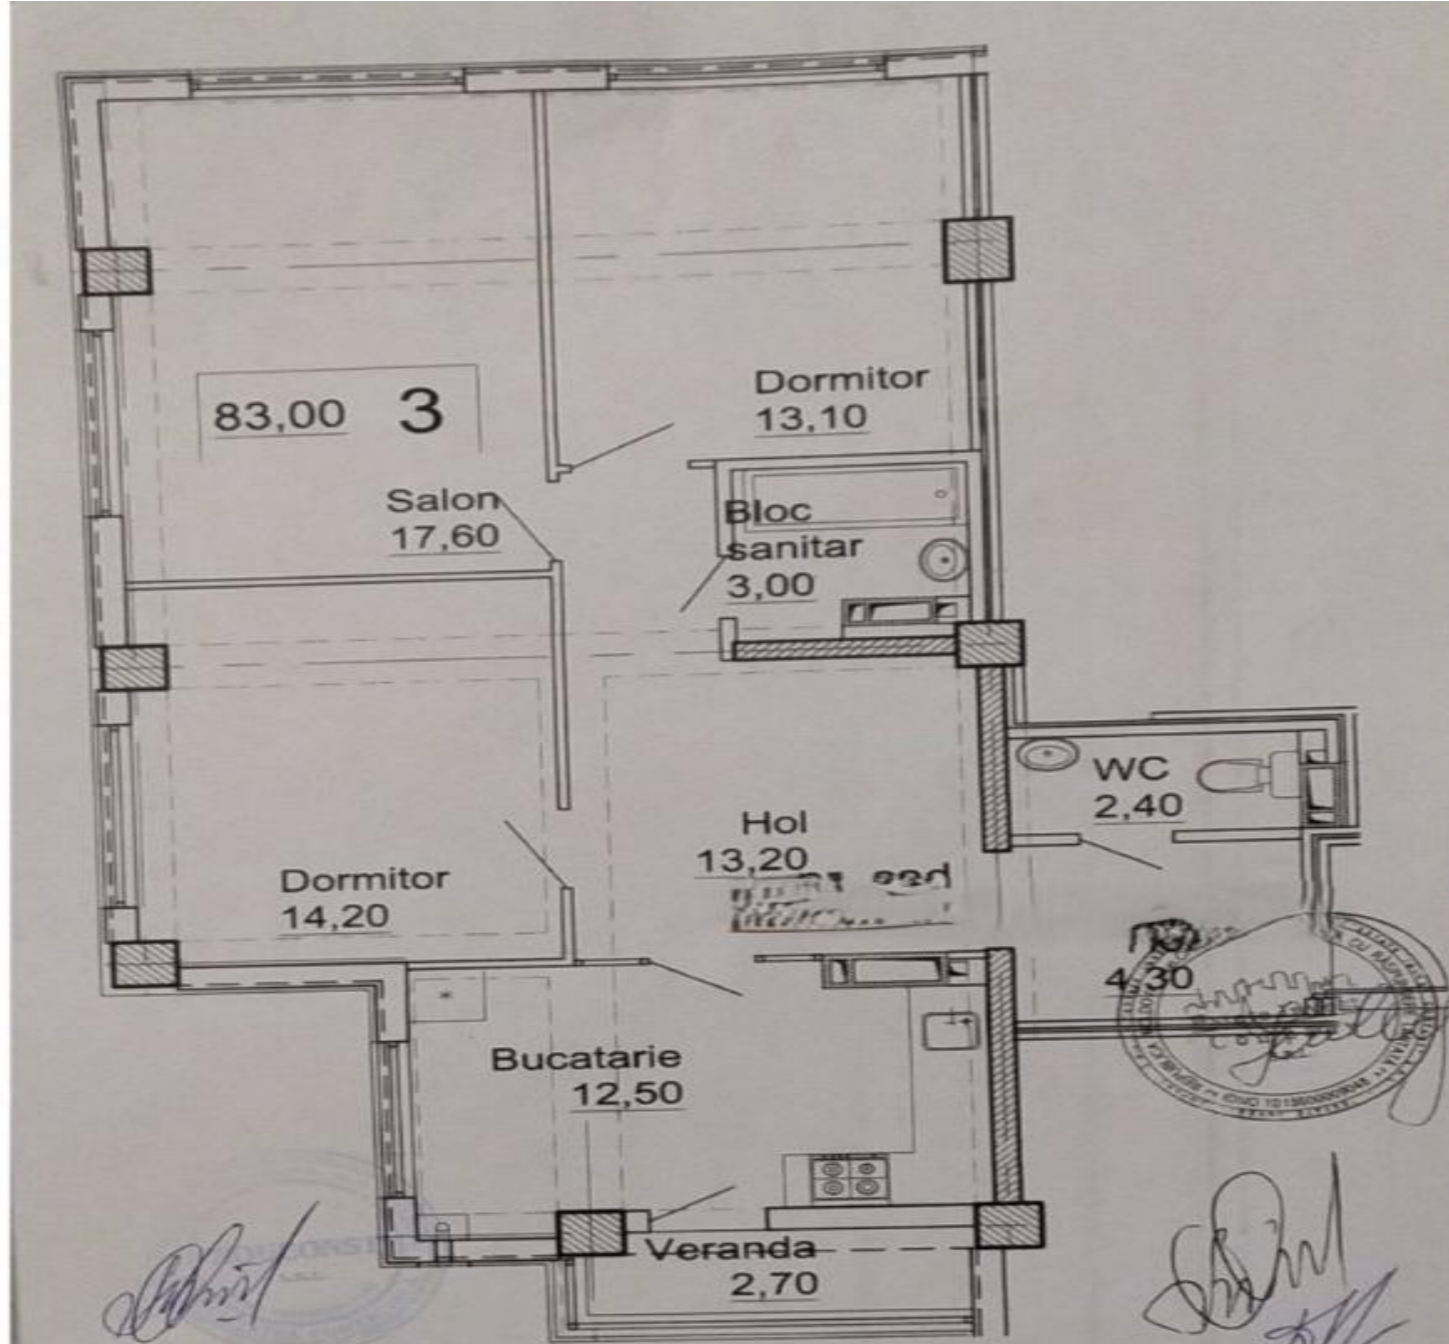 83,00 3
Dormitor
13,10
Salon
17,60
Bloc
sanitar
3,00
WC
2,40
Hol
13,20
Dormitor
14,20
4,30
Bucatarie
12,50
Veranda
2,70